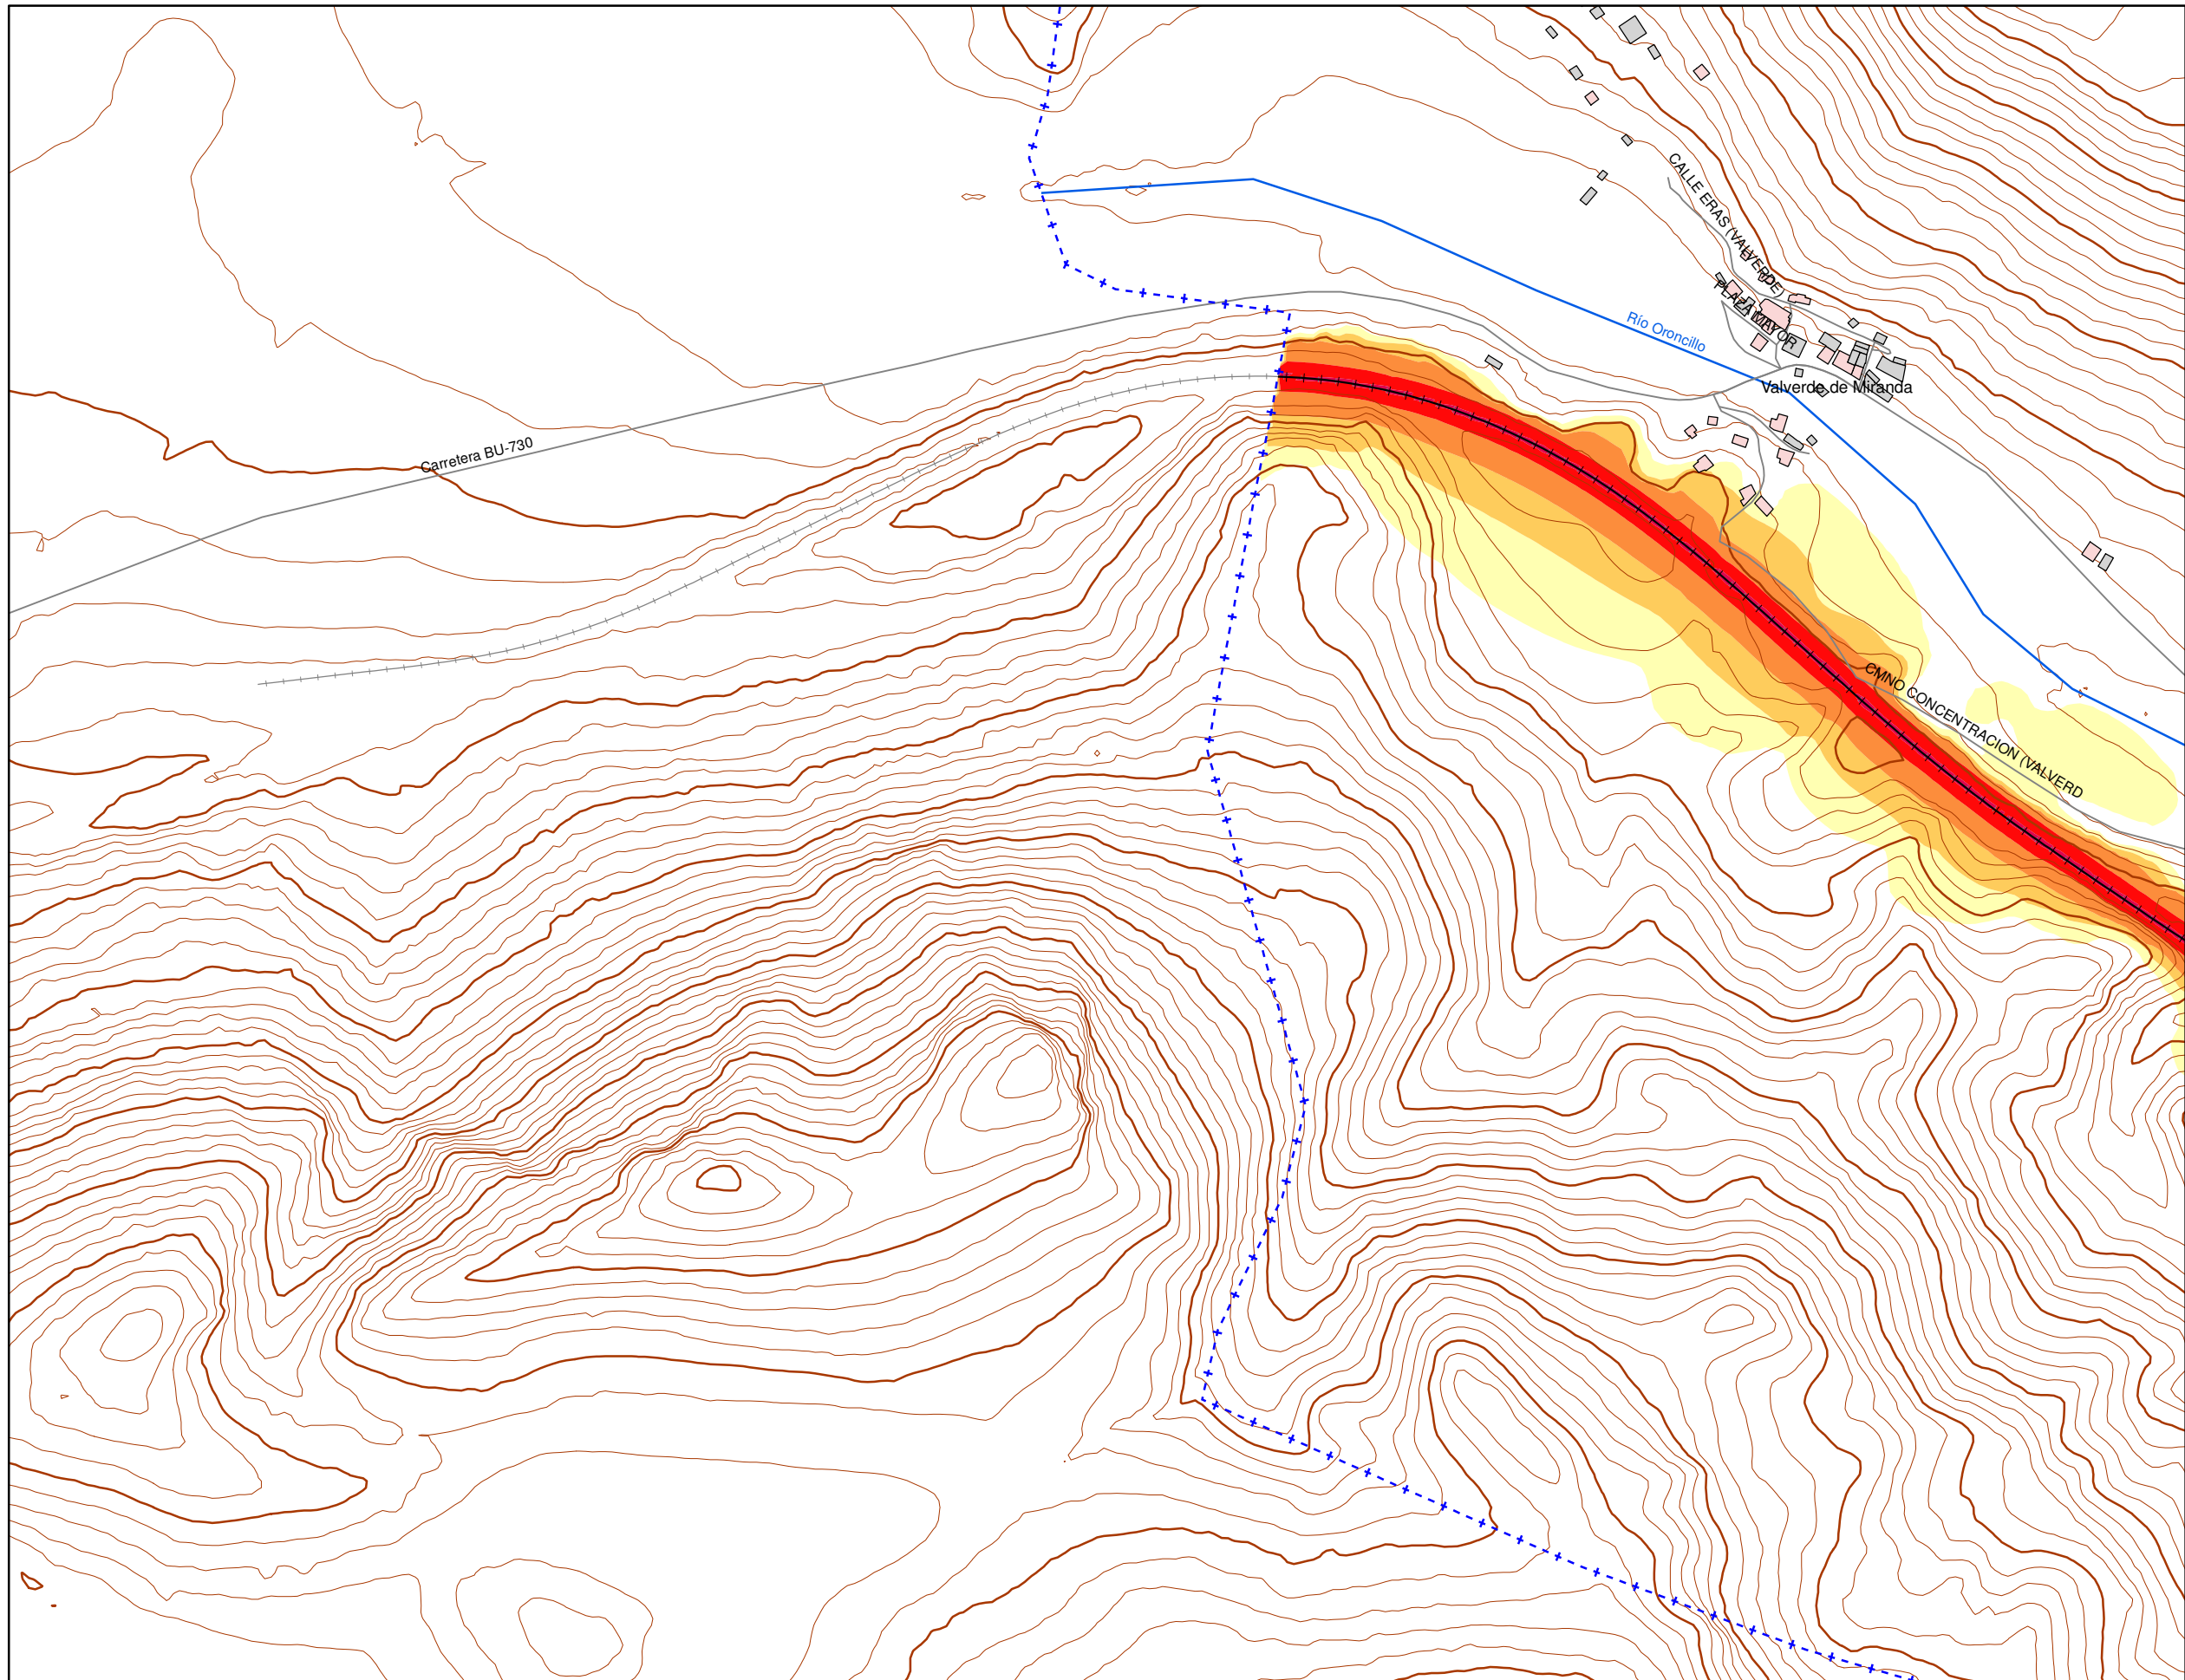 CALLE ERAS (VALVERDE)
PLAZA MAYOR
Río Oroncillo
Valverde de Miranda
Carretera BU-730
CMNO CONCENTRACION (VALVERD